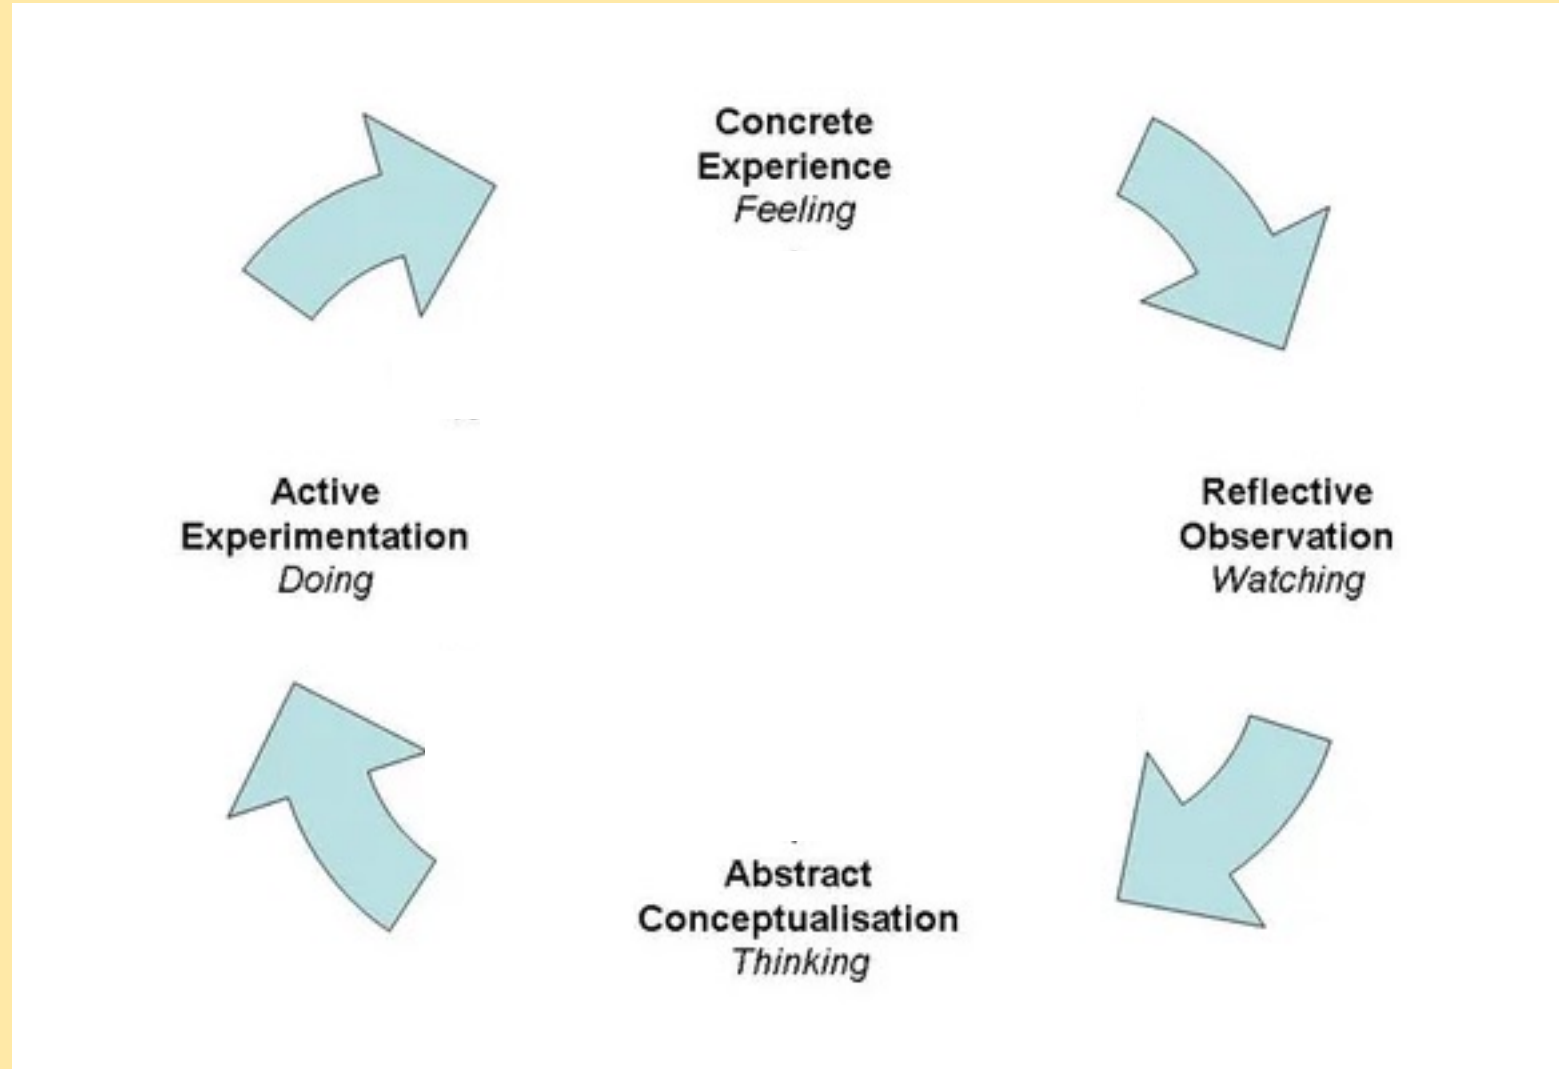 Concrete
Experience
Feeling
Reflective
Observation
Watching
Abstract
Conceptualisation
Thinking
Active
Experimentation
Doing